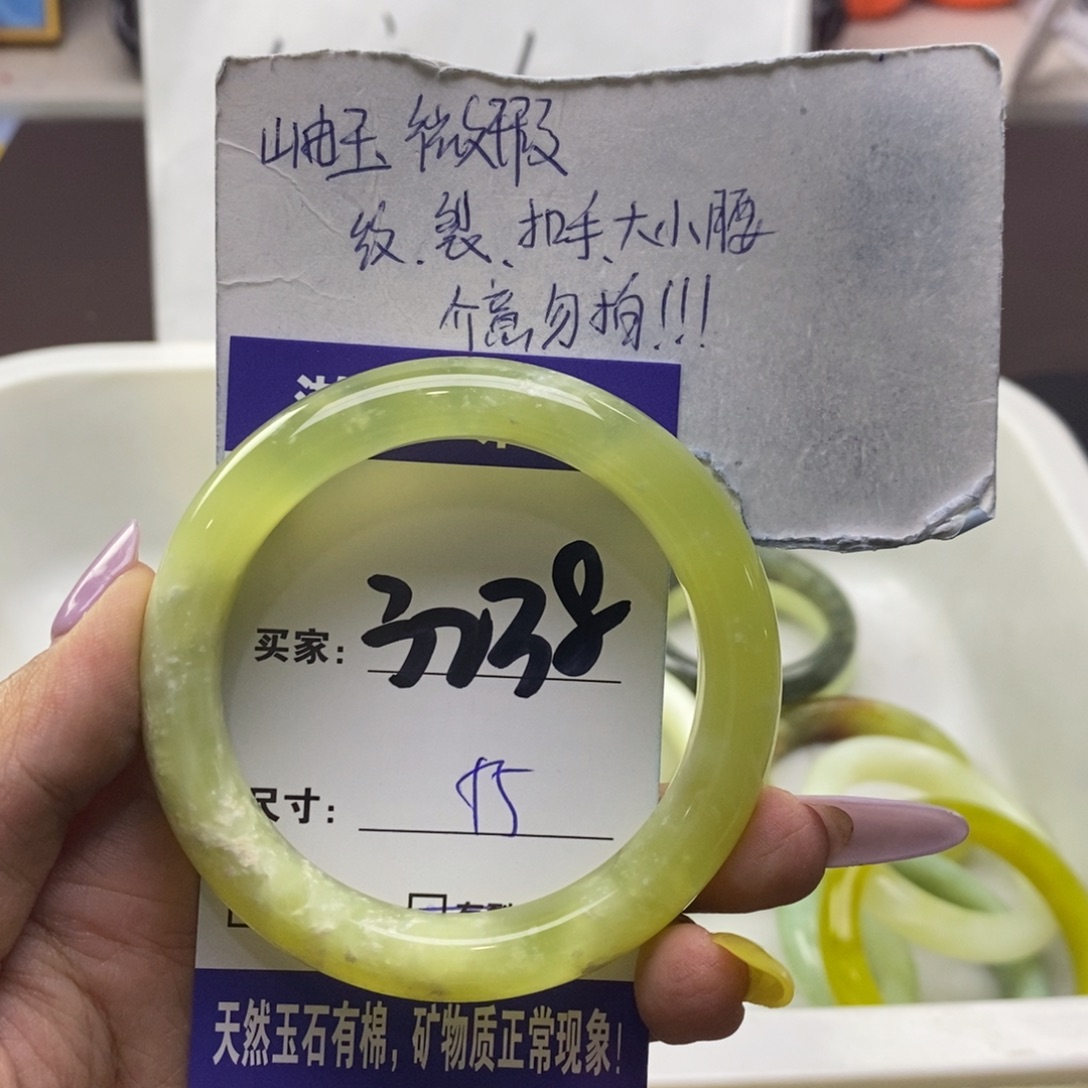 岫玉 微瑕
纹.裂、扣手、大小腰
介意勿拍!!!
买家:
尺寸:
天然玉石有棉,矿物质正常现象!